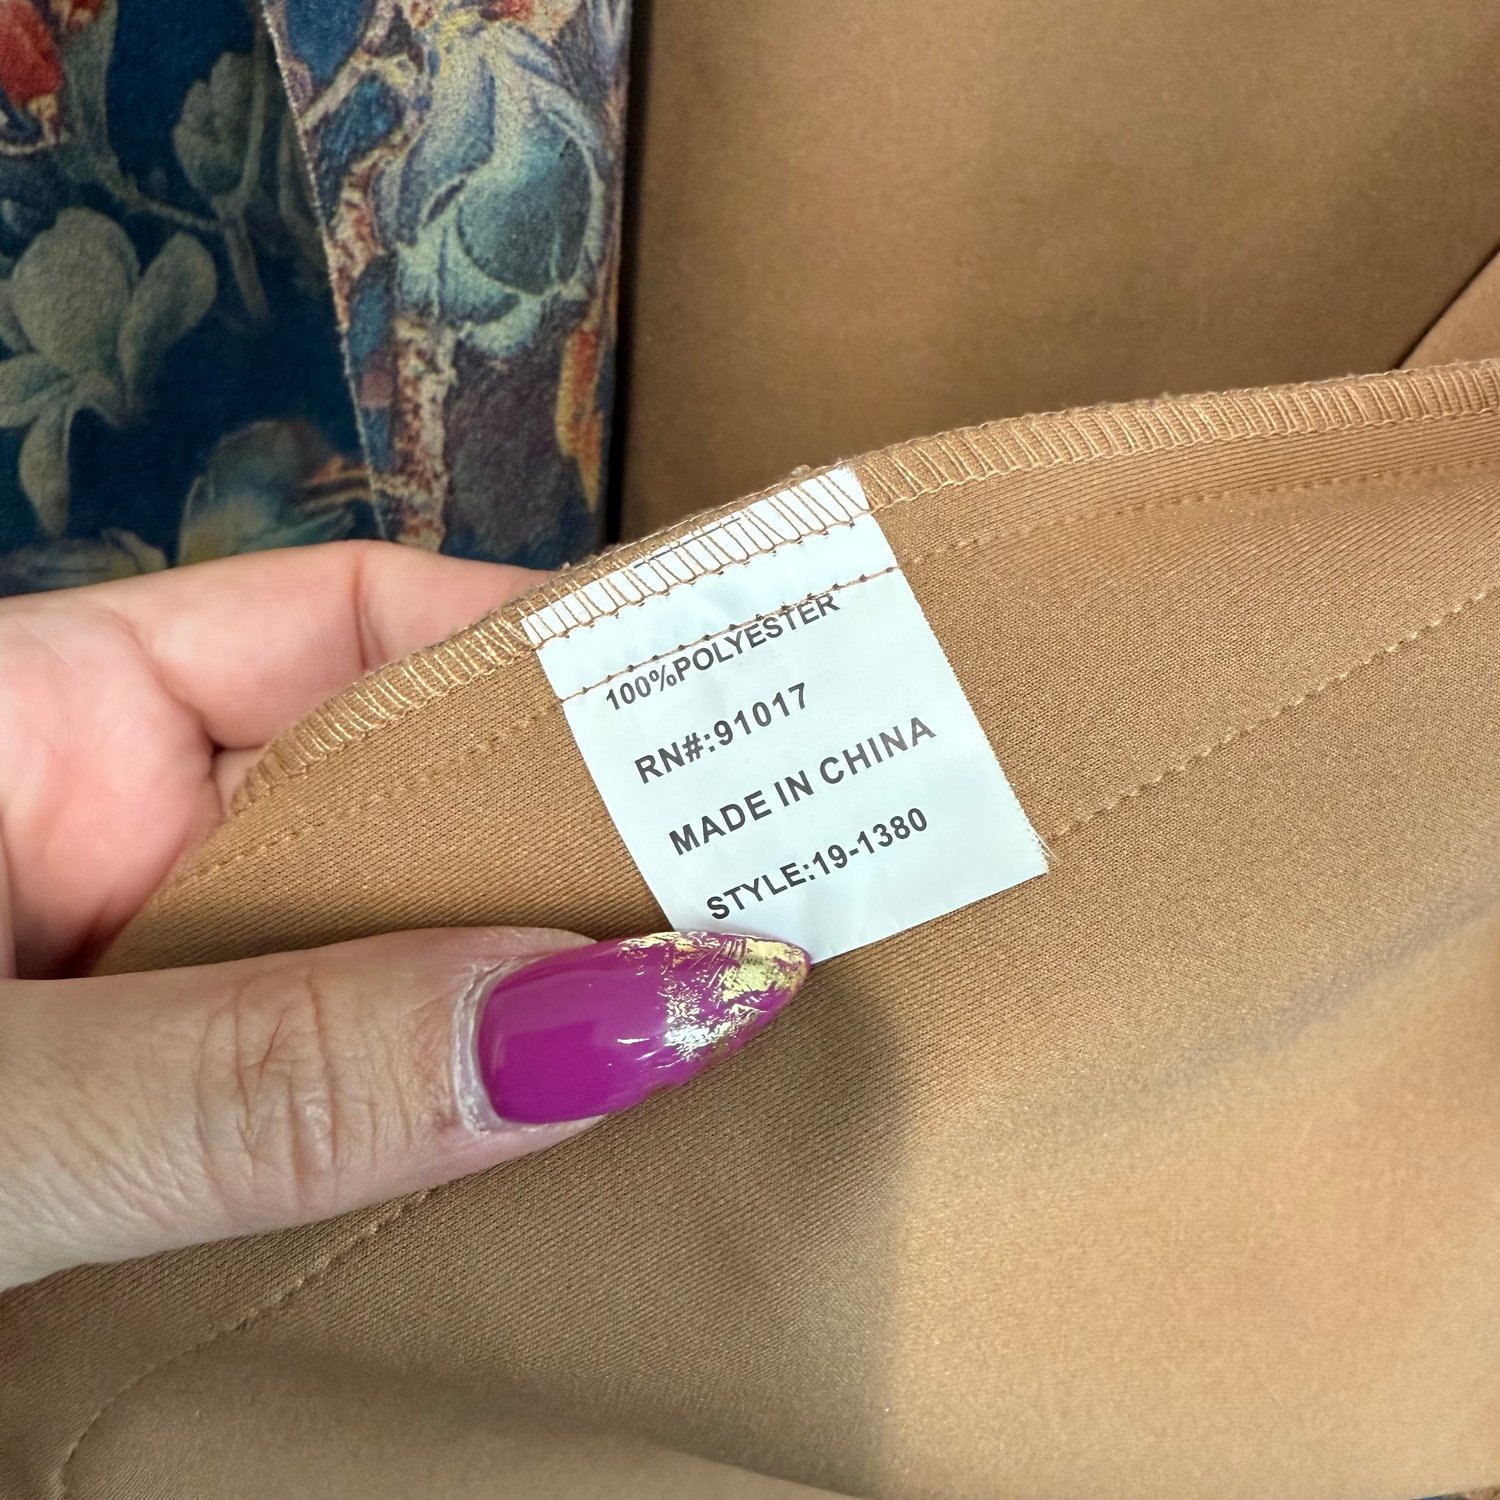 100%POLYESTER
RN#:91017
MADE IN CHINA
STYLE:19-1380